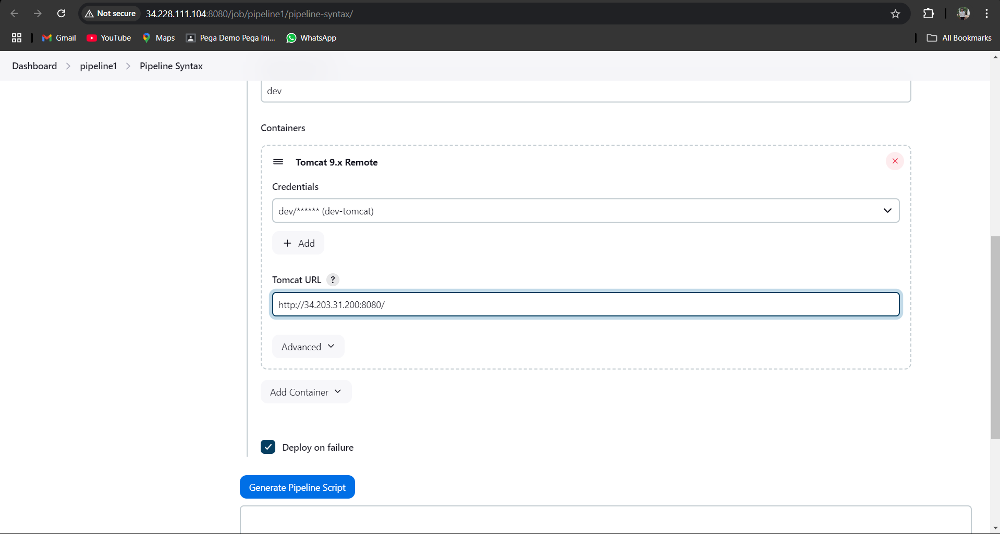 Not secure 34.228.111.104:8080/job/pipeline1/pipeline-syntax/
Gmail YouTube Maps Pega Demo Pega Ini... WhatsApp All Bookmarks
Dashboard pipeline1 Pipeline Syntax
dev
Containers
Tomcat 9.x Remote
Credentials
dev/****** (dev-tomcat)
+ Add
Tomcat URL ?
http://34.203.31.200:8080/
Advanced
Add Container
Deploy on failure
Generate Pipeline Script